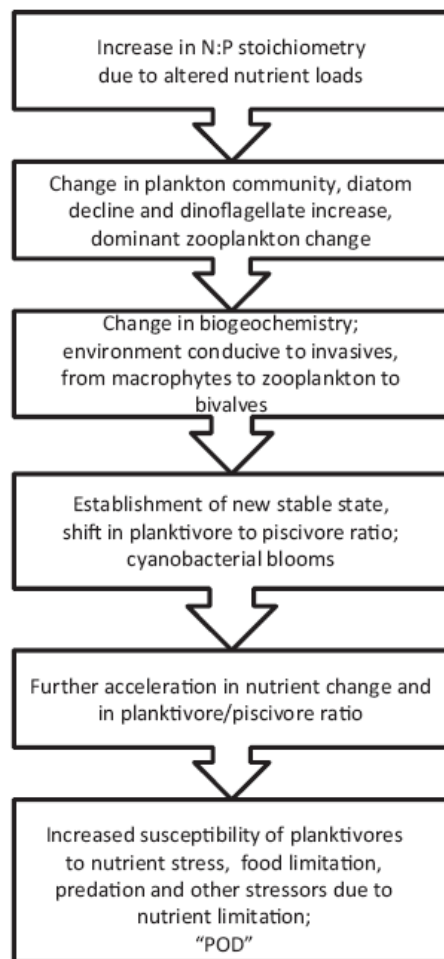 Increase in N:P stoichiometry
due to altered nutrient loads
Change in plankton community, diatom
decline and dinoflagellate increase,
dominant zooplankton change
Change in biogeochemistry;
environment conducive to invasives,
from macrophytes to zooplankton to
bivalves
Establishment of new stable state,
shift in planktivore to piscivore ratio;
cyanobacterial blooms
Further acceleration in nutrient change and
in planktivore/piscivore ratio
Increased susceptibility of planktivores
to nutrient stress, food limitation,
predation and other stressors due to
nutrient limitation;
“POD”